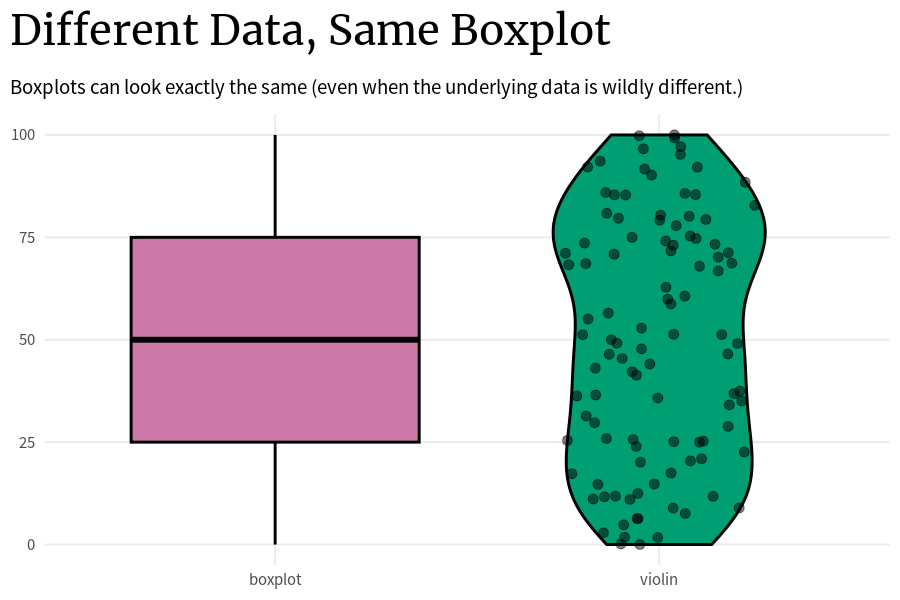 Different Data, Same Boxplot
Boxplots can look exactly the same (even when the underlying data is wildly different.)
100
75
50
25
0
boxplot violin